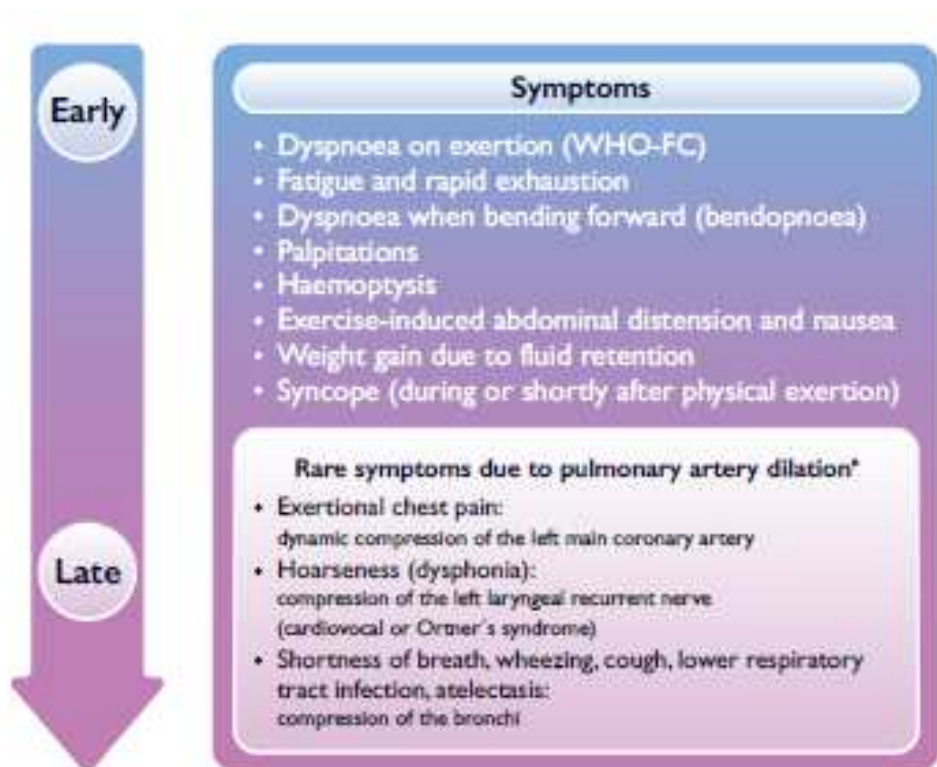 Early
Symptoms
• Dyspnoea on exertion (WHO-FC)
• Fatigue and rapid exhaustion
• Dyspnoea when bending forward (bendopnoea)
• Palpitations
• Haemoptysis
• Exercise-induced abdominal distension and nausea
• Weight gain due to fluid retention
• Syncope (during or shortly after physical exertion)
Rare symptoms due to pulmonary artery dilation*
• Exertional chest pain:
dynamic compression of the left main coronary artery
Late
• Hoarseness (dysphonia):
compression of the left laryngeal recurrent nerve
(cardiovocal or Ortner´s syndrome)
• Shortness of breath, wheezing, cough, lower respiratory
tract infection, atelectasis:
compression of the bronchi